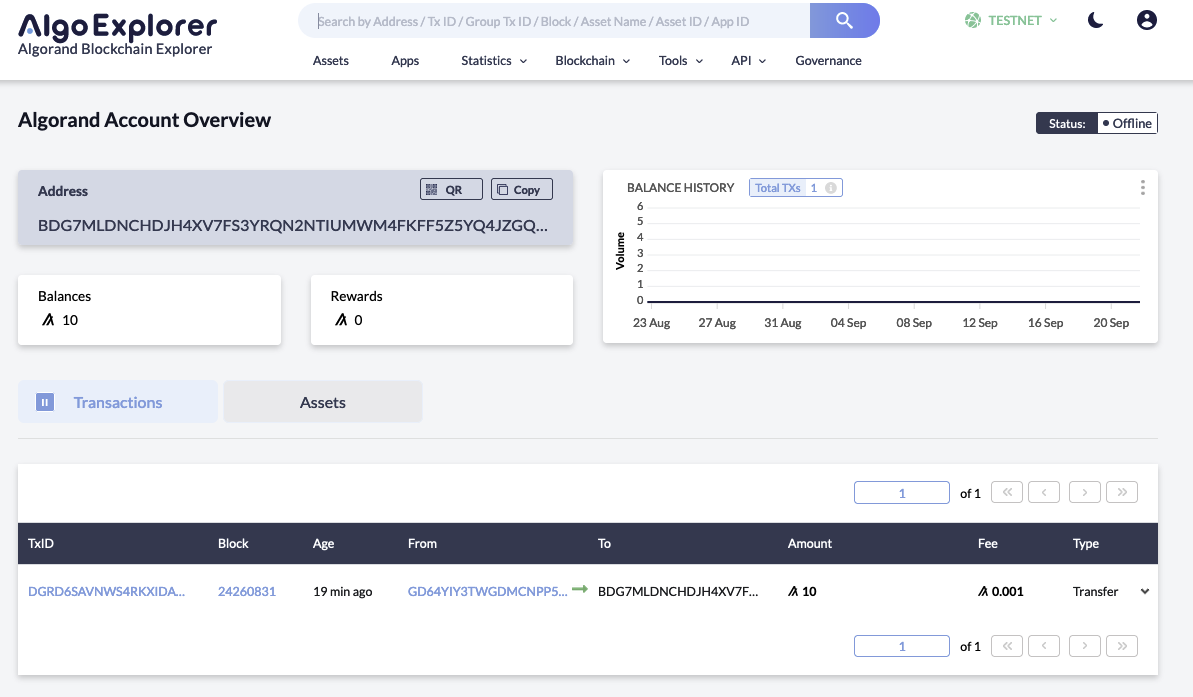 Algo Explorer
Algorand Blockchain Explorer
Search by Address / Tx ID / Group Tx ID / Block / Asset Name / Asset ID / App ID
TESTNET
Assets Apps Statistics Blockchain Tools API Governance
Algorand Account Overview
Status: Offline
Address
QR
Copy
BDG7MLDNCHDJH4XV7FS3YRQN2NTIUMWM4FKFF5Z5YQ4JZGQ...
Balances
10
Rewards
0
BALANCE HISTORY
Total TXs 1
Volume
6
5
4
3
2
1
0
23 Aug 27 Aug 31 Aug 04 Sep 08 Sep 12 Sep 16 Sep 20 Sep
Transactions
Assets
1 of 1
TxID Block Age From To Amount Fee Type
DGRD6SAVNWS4RKXIDA... 24260831 19 min ago GD64YIY3TWGDMCNPP5... BDG7MLDNCHDJH4XV7F... 10 0.001 Transfer
1 of 1